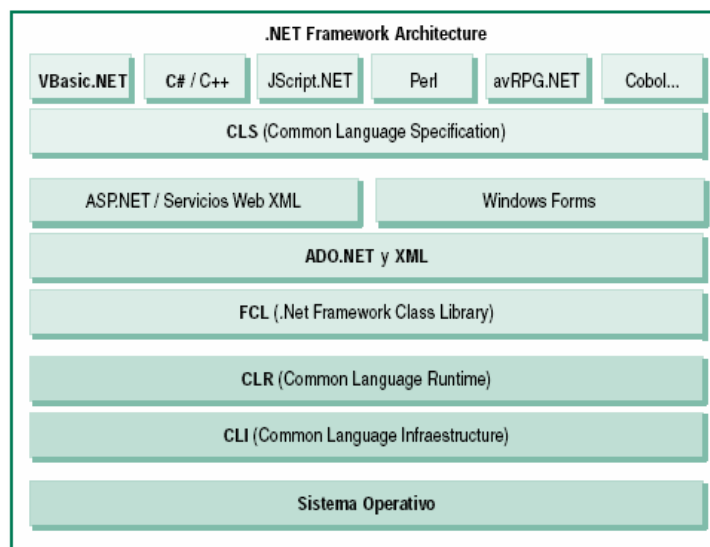 .NET Framework Architecture
VBasic.NET C# / C++ JScript.NET Perl avRPG.NET Cobol...
CLS (Common Language Specification)
ASP.NET / Servicios Web XML Windows Forms
ADO.NET y XML
FCL (.Net Framework Class Library)
CLR (Common Language Runtime)
CLI (Common Language Infraestructure)
Sistema Operativo